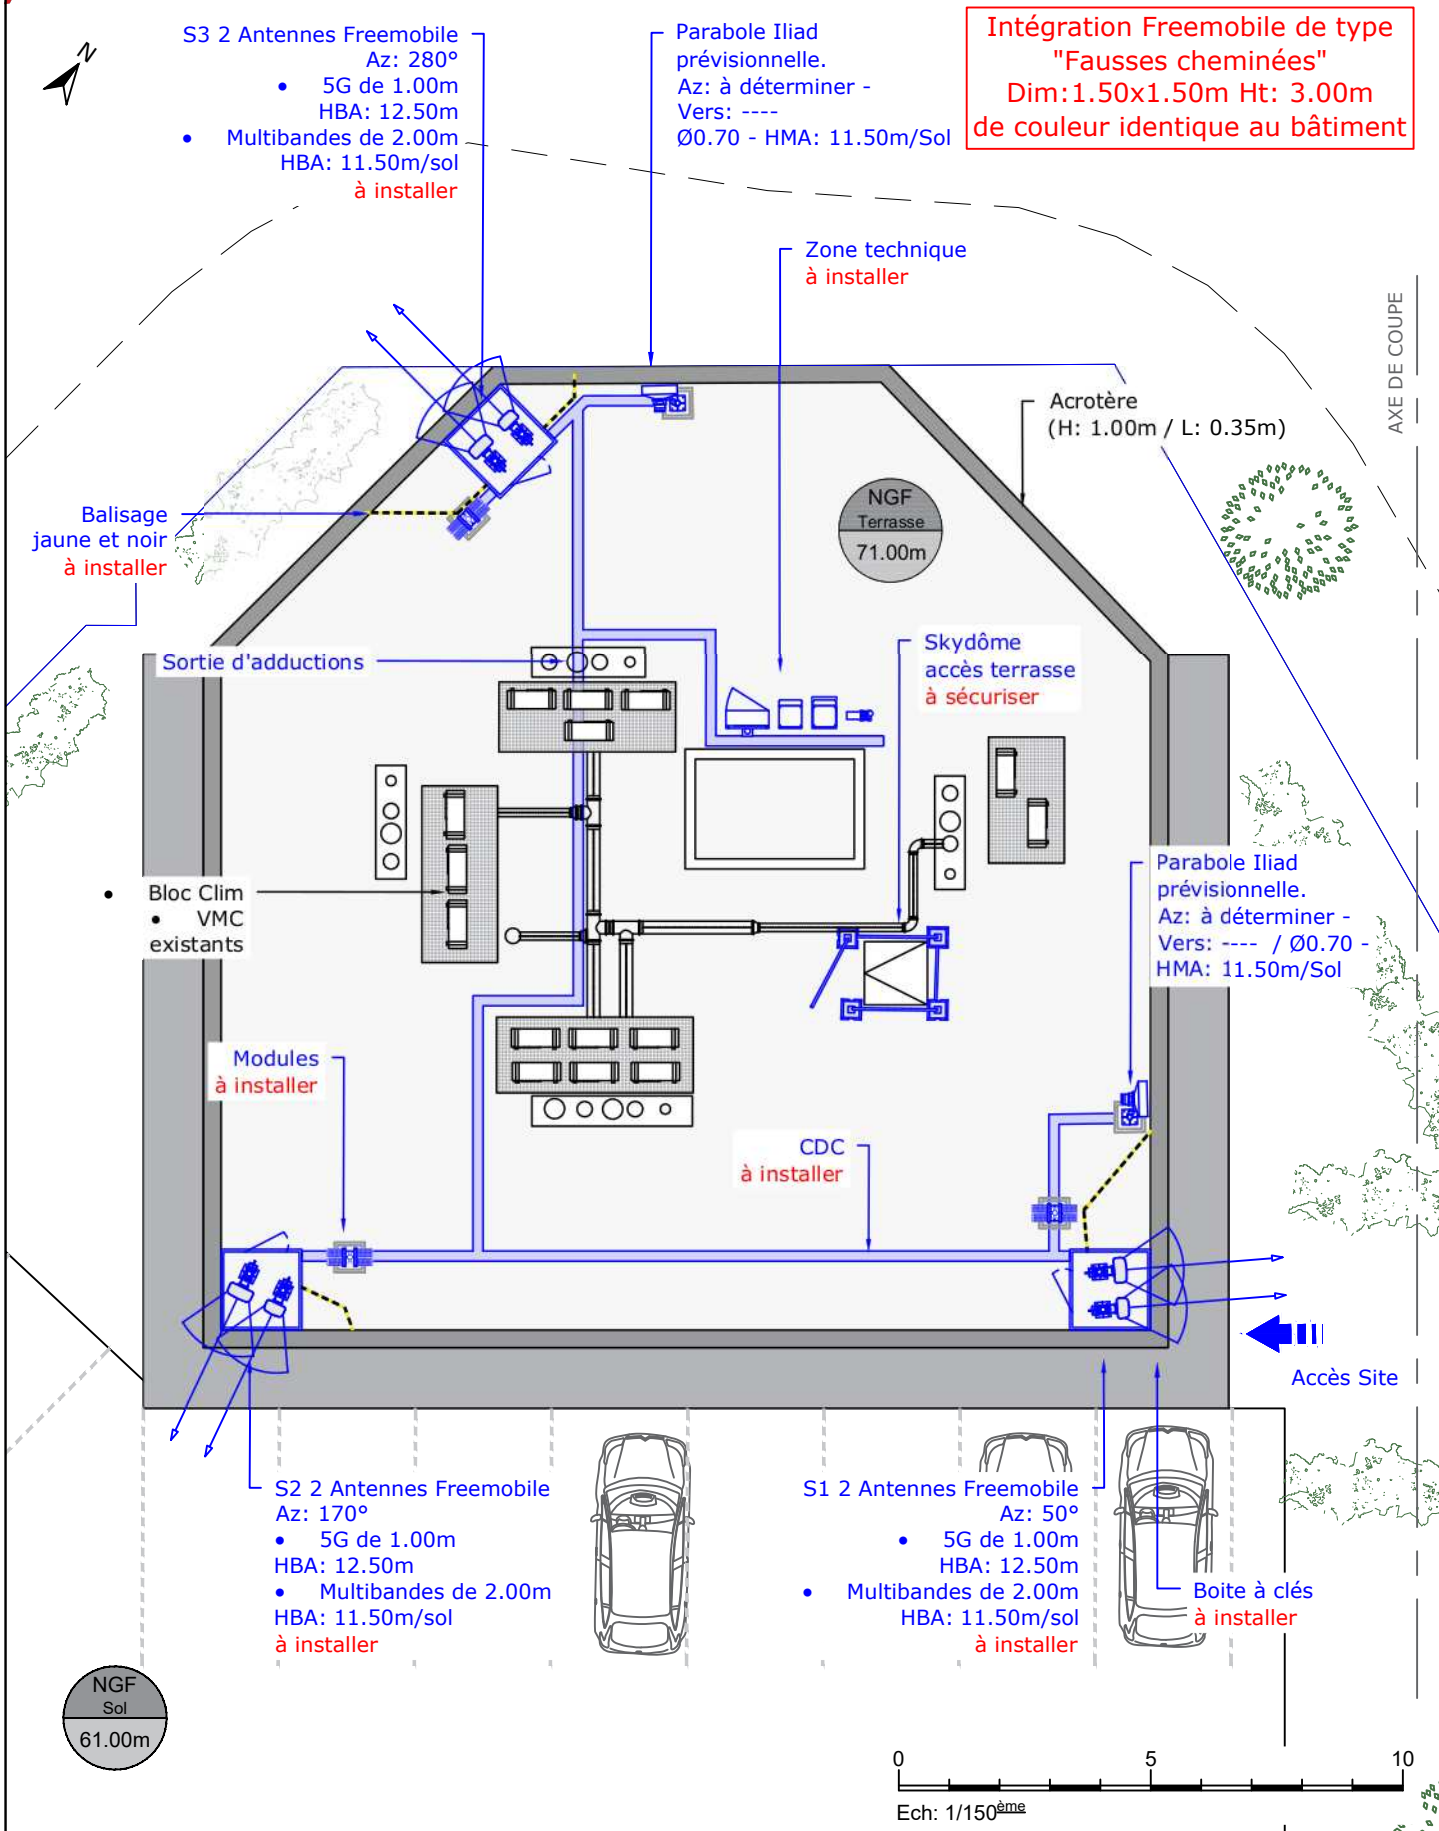 N
S3 2 Antennes Freemobile
Az: 280°
• 5G de 1.00m
HBA: 12.50m
• Multibandes de 2.00m
HBA: 11.50m/sol
à installer
Parabole Iliad
prévisionnelle.
Az: à déterminer -
Vers: ----
Ø0.70 - HMA: 11.50m/Sol
Intégration Freemobile de type
"Fausses cheminées"
Dim:1.50x1.50m Ht: 3.00m
de couleur identique au bâtiment
Zone technique
à installer
AXE DE COUPE
Acrotère
(H: 1.00m / L: 0.35m)
NGF
Terrasse
71.00m
Balisage
jaune et noir
à installer
Sortie d'adductions
Skydôme
accès terrasse
à sécuriser
• Bloc Clim
• VMC
existants
Parabole Iliad
prévisionnelle.
Az: à déterminer -
Vers: ---- / Ø0.70 -
HMA: 11.50m/Sol
Modules
à installer
CDC
à installer
Accès Site
S2 2 Antennes Freemobile
Az: 170°
• 5G de 1.00m
HBA: 12.50m
• Multibandes de 2.00m
HBA: 11.50m/sol
à installer
S1 2 Antennes Freemobile
Az: 50°
• 5G de 1.00m
HBA: 12.50m
• Multibandes de 2.00m
HBA: 11.50m/sol
à installer
Boite à clés
à installer
NGF
Sol
61.00m
0 5 10
Ech: 1/150ème